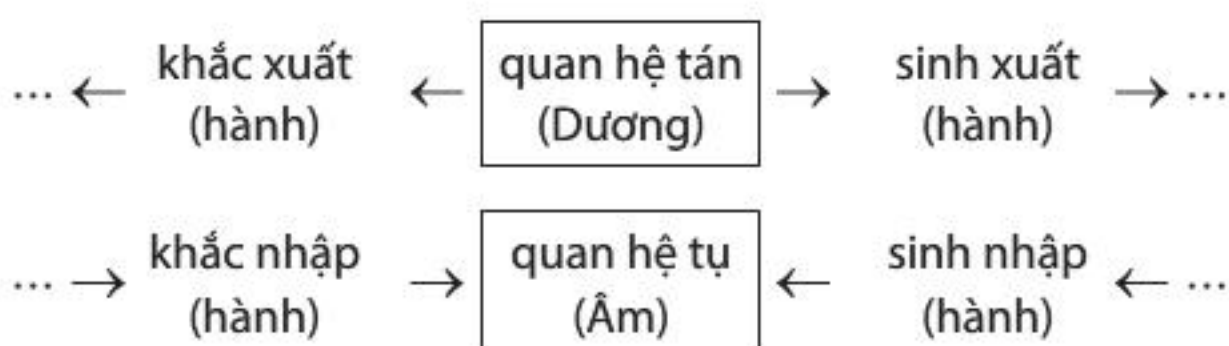 ... ← khắc xuất ← quan hệ tán → sinh xuất → ...
(hành) (Dương) (hành)
... → khắc nhập → quan hệ tụ ← sinh nhập ← ...
(hành) (Âm) (hành)